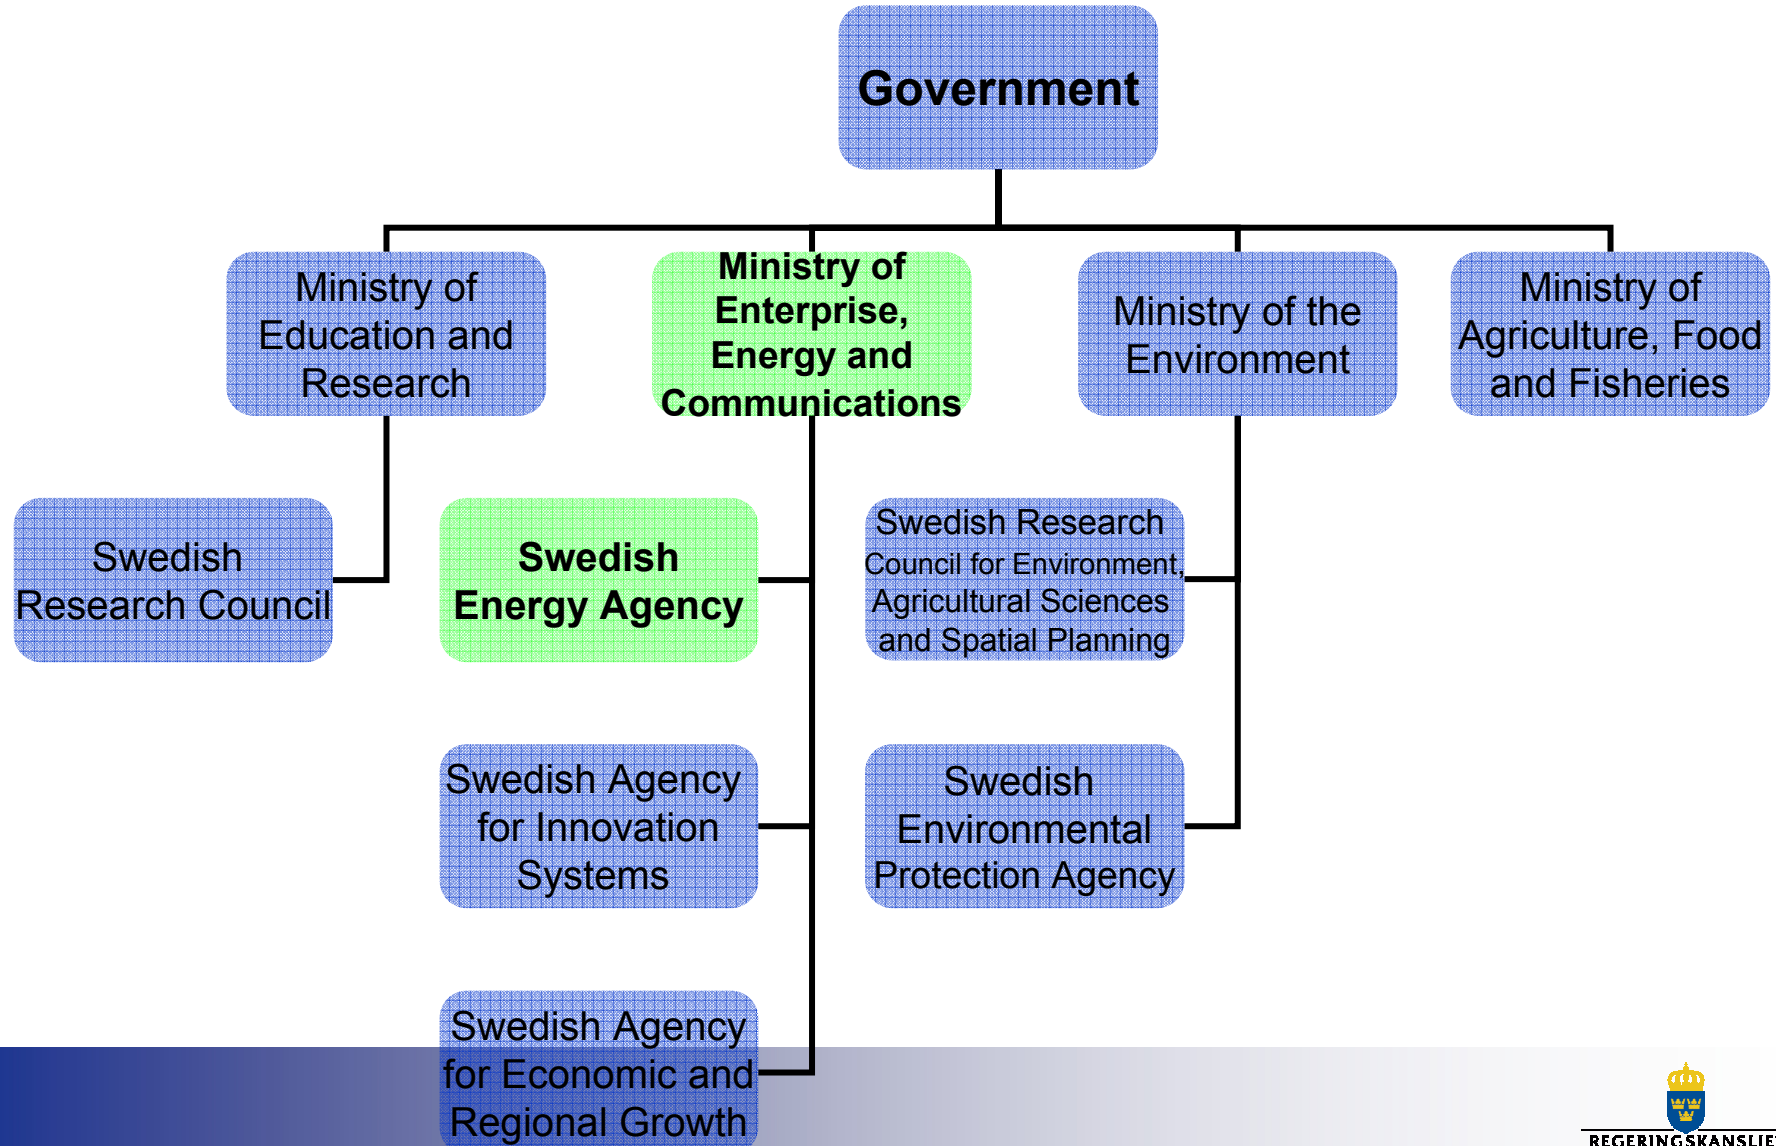 Government
Ministry of
Education and
Research
Ministry of
Enterprise,
Energy and
Communications
Ministry of the
Environment
Ministry of
Agriculture, Food
and Fisheries
Swedish
Research Council
Swedish
Energy Agency
Swedish Research
Council for Environment,
Agricultural Sciences
and Spatial Planning
Swedish Agency
for Innovation
Systems
Swedish
Environmental
Protection Agency
Swedish Agency
for Economic and
Regional Growth
REGERINGSKANSLIET